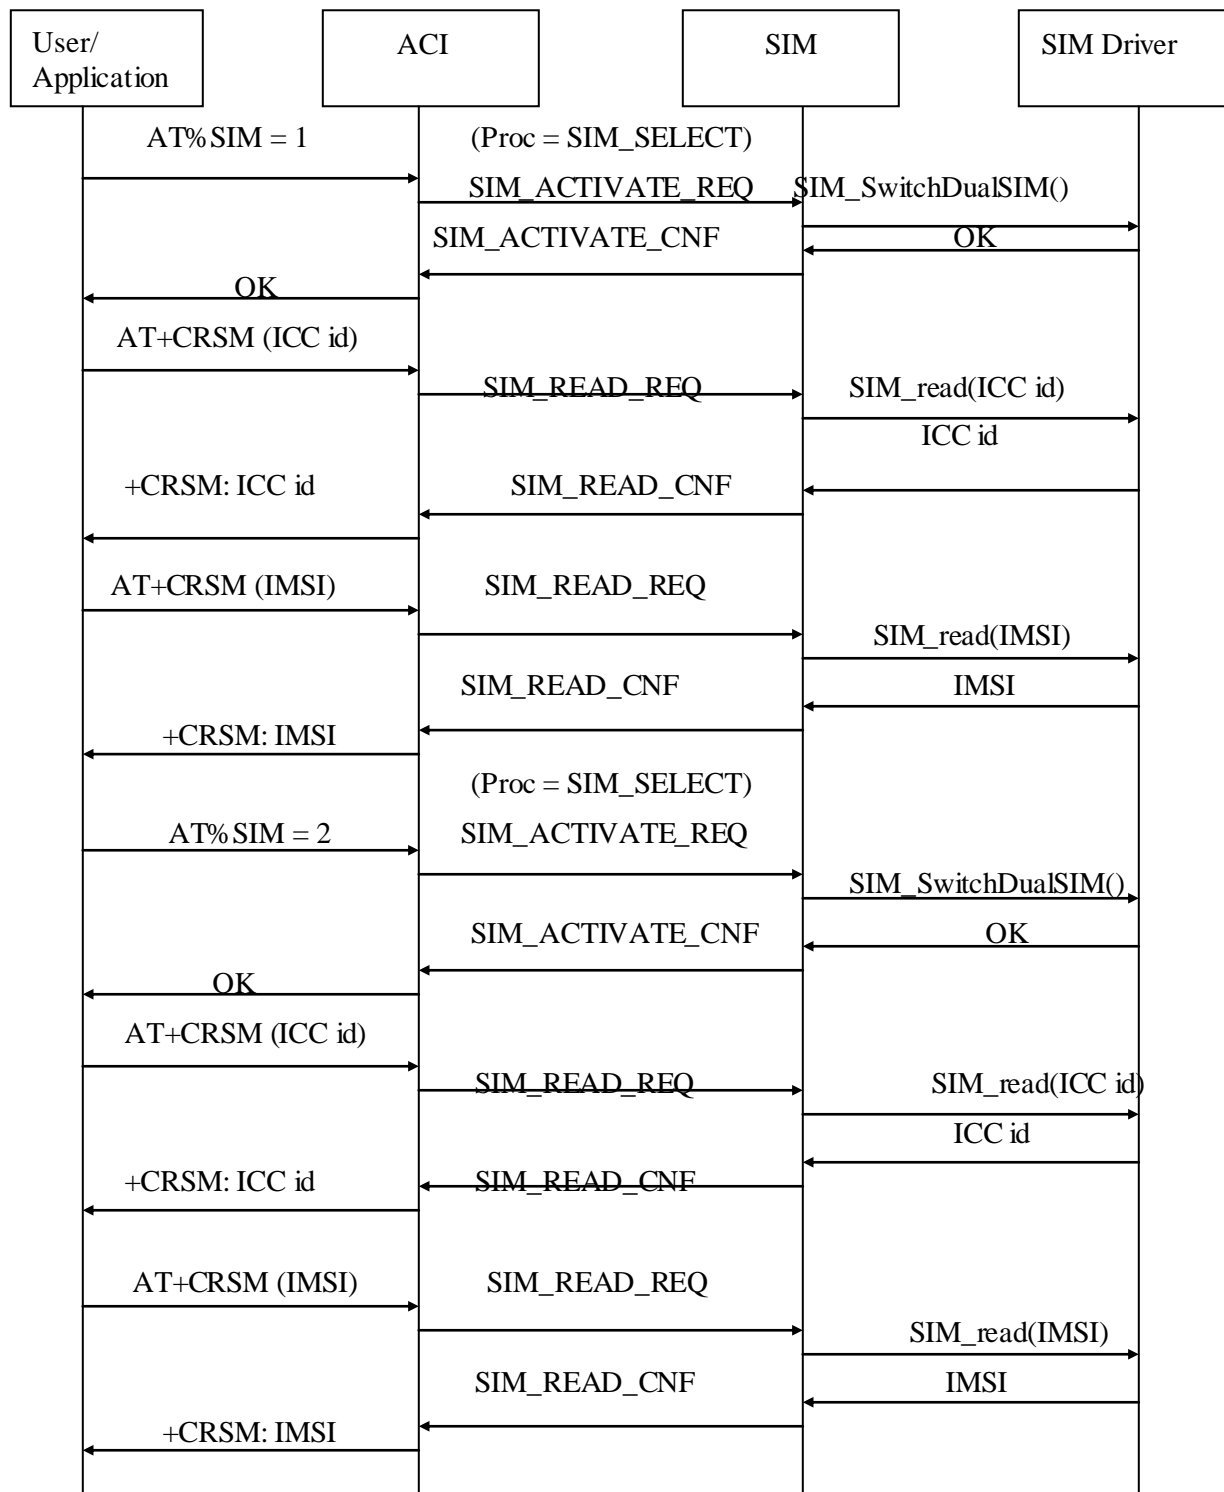 User/
Application
ACI
SIM
SIM Driver
AT%SIM = 1
(Proc = SIM_SELECT)
SIM_ACTIVATE_REQ
SIM_SwitchDualSIM()
SIM_ACTIVATE_CNF
OK
OK
AT+CRSM (ICC id)
SIM_READ_REQ
SIM_read(ICC id)
ICC id
+CRSM: ICC id
SIM_READ_CNF
AT+CRSM (IMSI)
SIM_READ_REQ
SIM_read(IMSI)
SIM_READ_CNF
IMSI
+CRSM: IMSI
(Proc = SIM_SELECT)
AT%SIM = 2
SIM_ACTIVATE_REQ
SIM_SwitchDualSIM()
SIM_ACTIVATE_CNF
OK
OK
AT+CRSM (ICC id)
SIM_READ_REQ
SIM_read(ICC id)
ICC id
+CRSM: ICC id
SIM_READ_CNF
AT+CRSM (IMSI)
SIM_READ_REQ
SIM_read(IMSI)
SIM_READ_CNF
IMSI
+CRSM: IMSI